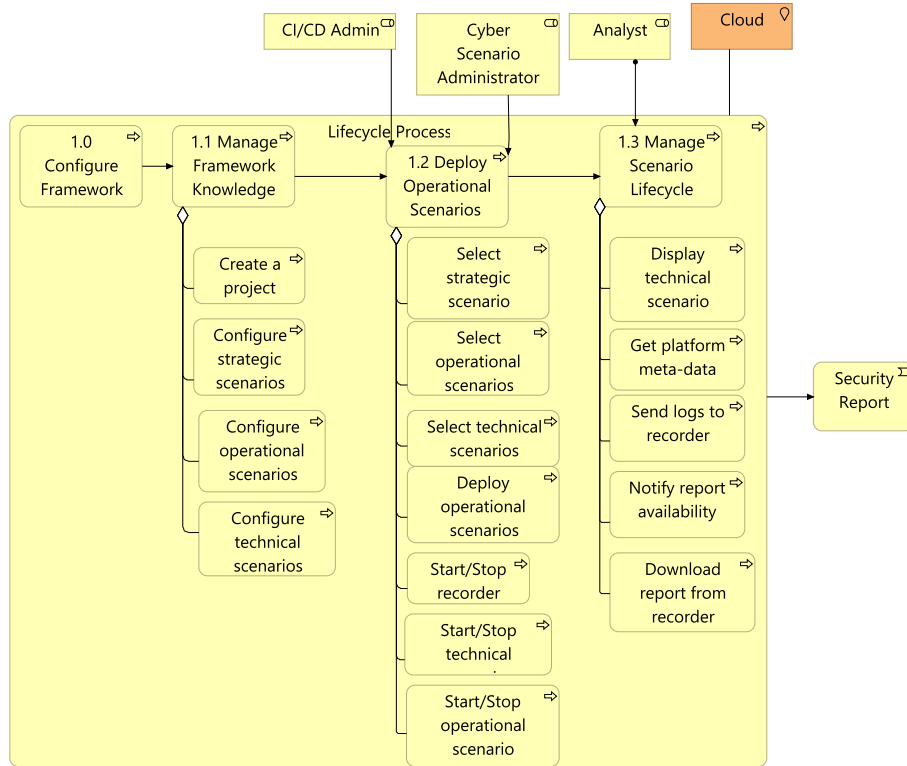 CI/CD Admin
Cyber
Scenario
Administrator
Analyst
Cloud
Lifecycle Process
1.0
Configure
Framework
1.1 Manage
Framework
Knowledge
1.2 Deploy
Operational
Scenarios
1.3 Manage
Scenario
Lifecycle
Create a
project
Configure
strategic
scenarios
Configure
operational
scenarios
Configure
technical
scenarios
Select
strategic
scenario
Select
operational
scenarios
Select technical
scenarios
Deploy
operational
scenarios
Start/Stop
recorder
Start/Stop
technical
Start/Stop
operational
scenario
Display
technical
scenario
Get platform
meta-data
Send logs to
recorder
Notify report
availability
Download
report from
recorder
Security
Report